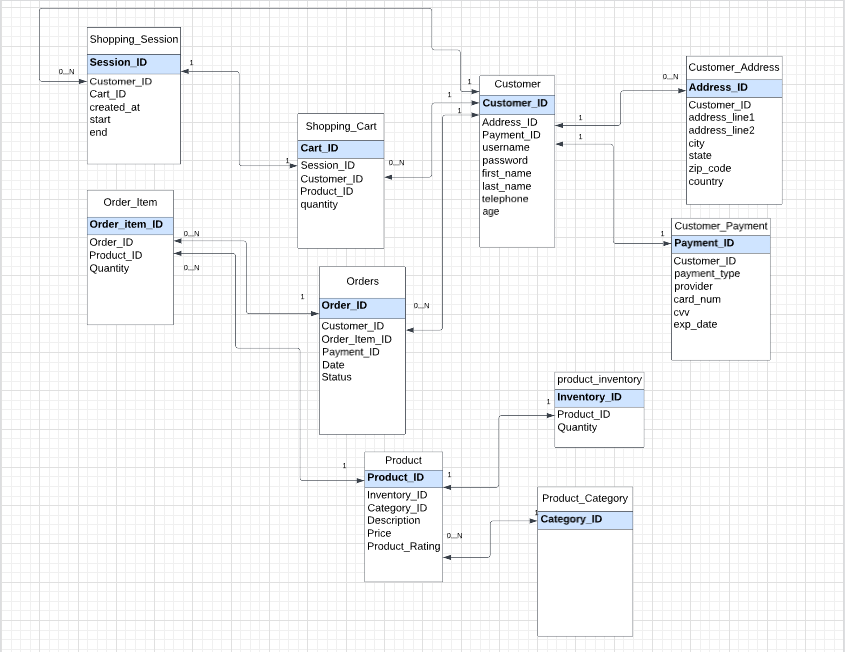 Shopping_Session
Session_ID
Customer_ID
Cart_ID
created_at
start
end
0,,,N
1
Shopping_Cart
Cart_ID
Session_ID
Customer_ID
Product_ID
quantity
1
0,,,N
Customer
Customer_ID
Address_ID
Payment_ID
username
password
first_name
last_name
telephone
age
1
1
1
1
1
Customer_Address
Address_ID
Customer_ID
address_line1
address_line2
city
state
zip_code
country
0,,,N
Customer_Payment
Payment_ID
Customer_ID
payment_type
provider
card_num
cvv
exp_date
1
Order_Item
Order_item_ID
Order_ID
Product_ID
Quantity
0,,,N
0,,,N
Orders
Order_ID
Customer_ID
Order_Item_ID
Payment_ID
Date
Status
1
0,,,N
product_inventory
Inventory_ID
Product_ID
Quantity
1
Product
Product_ID
Inventory_ID
Category_ID
Description
Price
Product_Rating
1
1
0,,,N
Product_Category
Category_ID
1